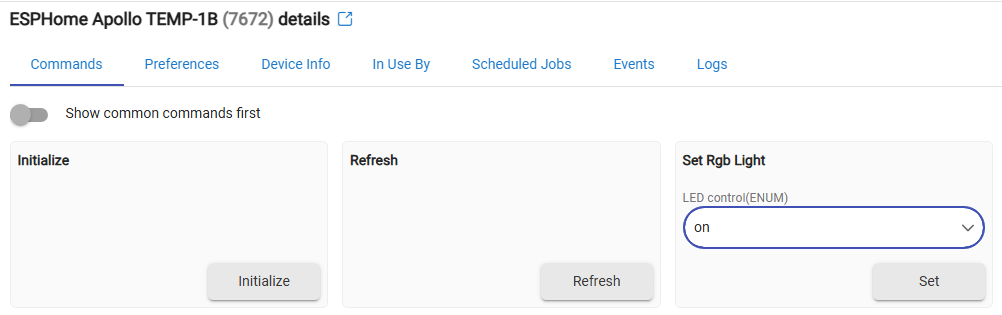 ESPHome Apollo TEMP-1B (7672) details
Commands Preferences Device Info In Use By Scheduled Jobs Events Logs
Show common commands first
Initialize Refresh Set Rgb Light
LED control(ENUM)
on
Initialize Refresh Set